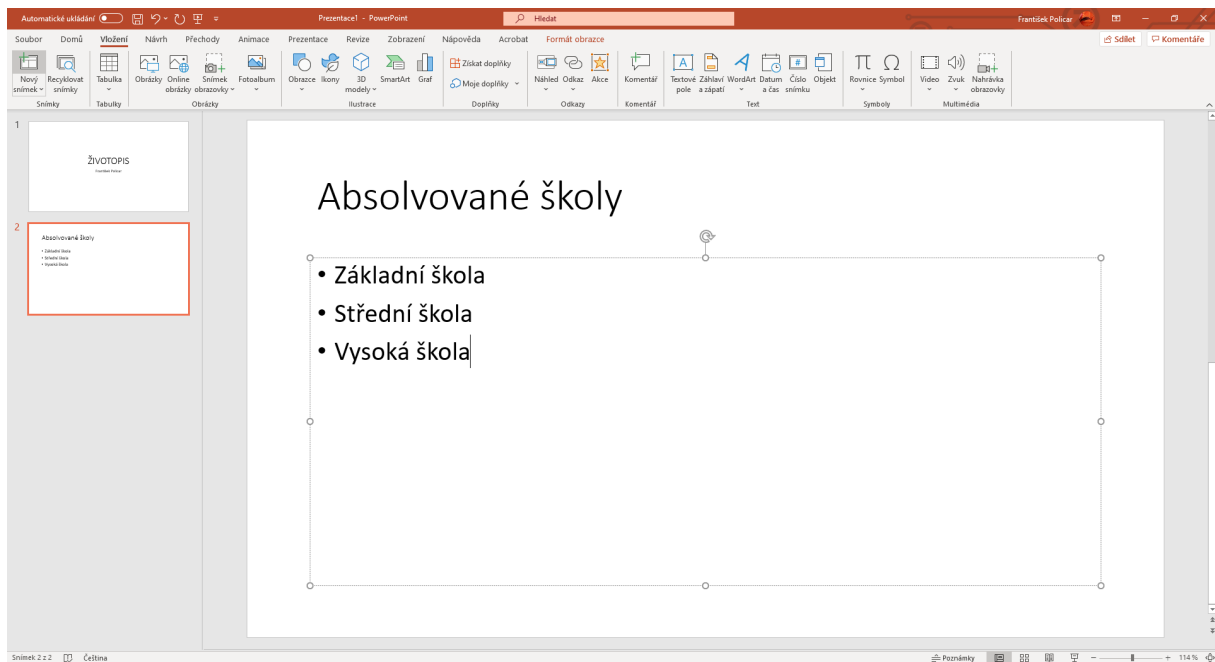 Automatické ukládání
Prezentace1 - PowerPoint
Hledat
František Policar
Soubor Domů Vložení Návrh Přechody Animace Prezentace Revize Zobrazení Nápověda Acrobat Formát obrazce
Sdílet Komentáře
Nový snímek
Recyklovat snímky
Tabulka
Obrázky
Online obrázky
Snímek obrazovky
Fotoalbum
Obrazce
Ikony
3D modely
SmartArt
Graf
Získat doplňky
Moje doplňky
Náhled
Odkaz
Akce
Komentář
Textové pole
Záhlaví a zápatí
WordArt
Datum a čas
Číslo snímku
Objekt
Rovnice
Symbol
Video
Zvuk
Nahrávka obrazovky
Snímky Tabulky Obrázky Ilustrace Doplňky Odkazy Komentář Text Symboly Multimédia
1
ŽIVOTOPIS
František Policar
2
Absolvované školy
• Základní škola
• Střední škola
• Vysoká škola
Absolvované školy
• Základní škola
• Střední škola
• Vysoká škola
Snímek 2 z 2
Čeština
Poznámky
114 %